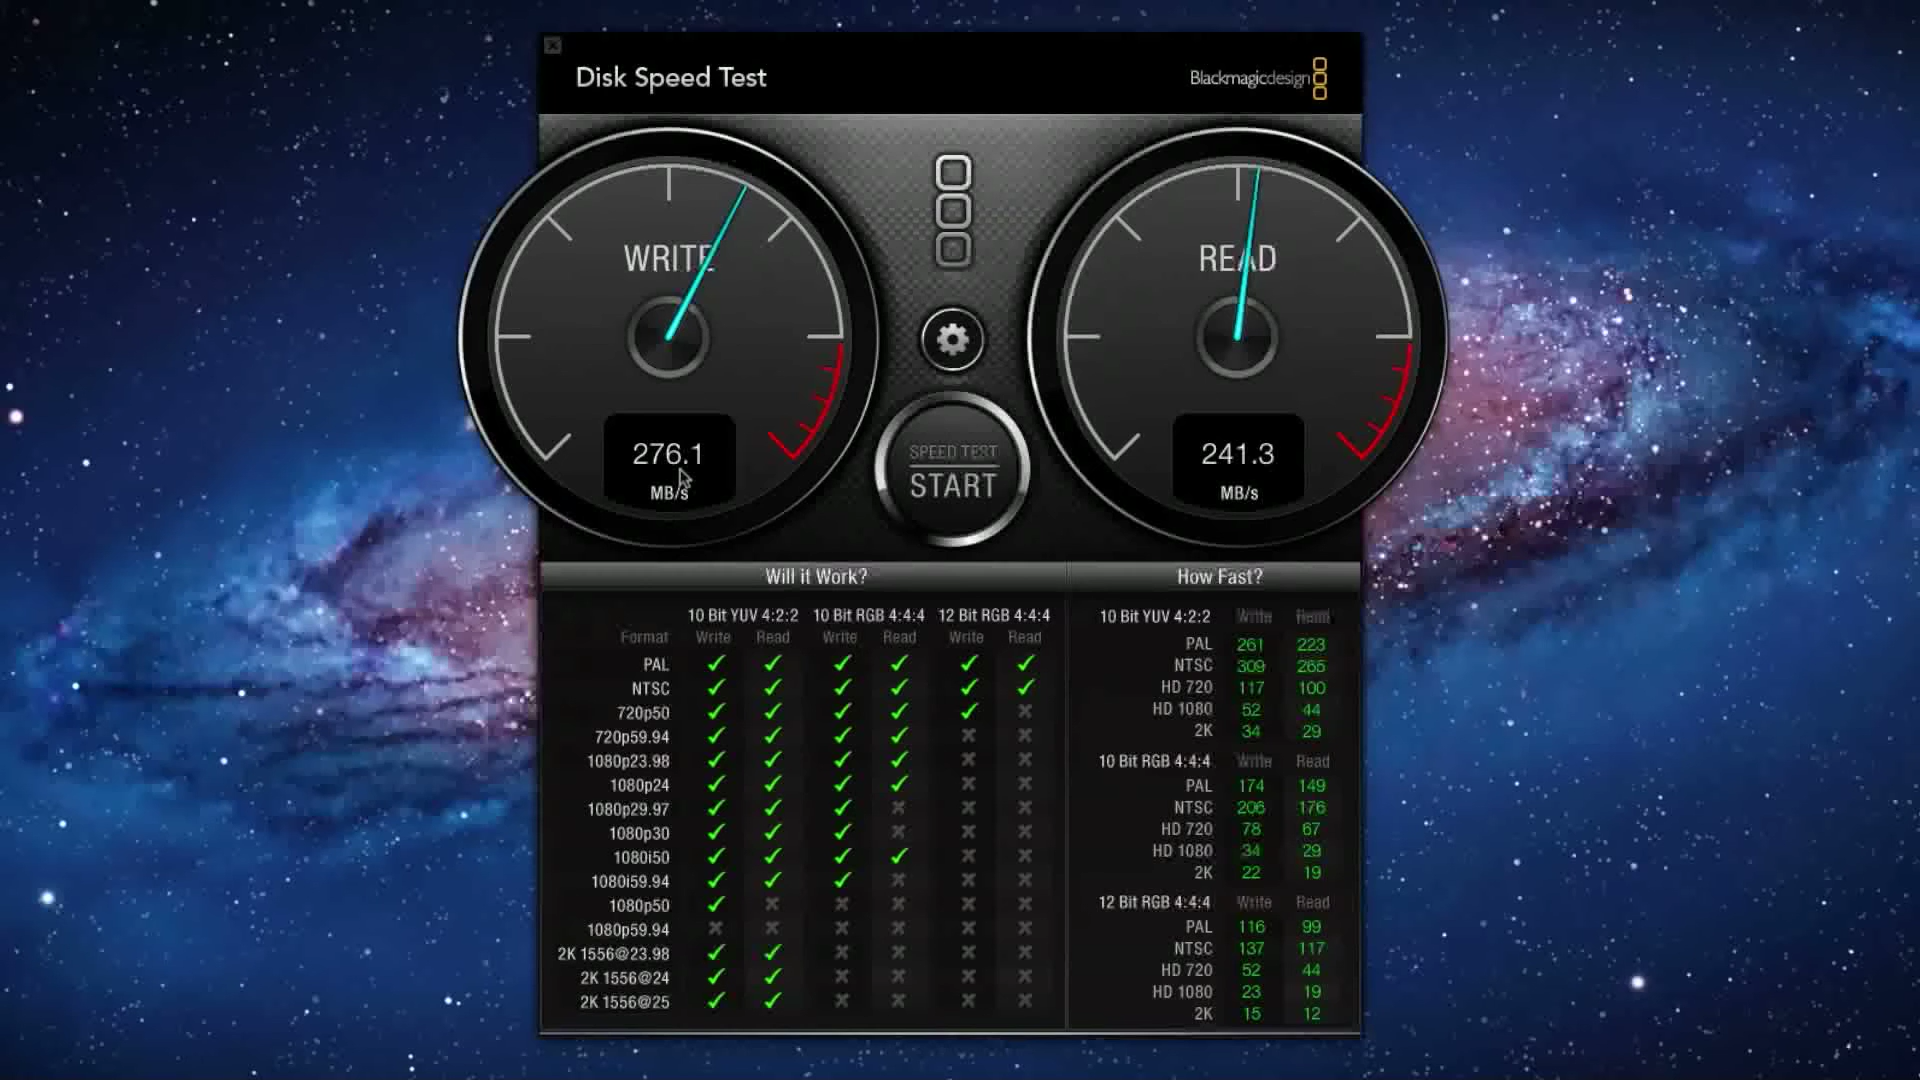 Disk Speed Test
Blackmagicdesign
WRITE
READ
276.1
MB/s
SPEED TEST
START
241.3
MB/s
Will it Work?
How Fast?
10 Bit YUV 4:2:2 10 Bit RGB 4:4:4 12 Bit RGB 4:4:4
Format Write Read Write Read Write Read
PAL ✓ ✓ ✓ ✓ ✓ ✓
NTSC ✓ ✓ ✓ ✓ ✓ ✓
720p50 ✓ ✓ ✓ ✓ ✓ ✕
720p59.94 ✓ ✓ ✓ ✓ ✕ ✕
1080p23.98 ✓ ✓ ✓ ✓ ✕ ✕
1080p24 ✓ ✓ ✓ ✓ ✕ ✕
1080p29.97 ✓ ✓ ✓ ✕ ✕ ✕
1080p30 ✓ ✓ ✓ ✕ ✕ ✕
1080i50 ✓ ✓ ✓ ✓ ✕ ✕
1080i59.94 ✓ ✓ ✓ ✕ ✕ ✕
1080p50 ✓ ✕ ✕ ✕ ✕ ✕
1080p59.94 ✕ ✕ ✕ ✕ ✕ ✕
2K 1556@23.98 ✓ ✓ ✕ ✕ ✕ ✕
2K 1556@24 ✓ ✓ ✕ ✕ ✕ ✕
2K 1556@25 ✓ ✓ ✕ ✕ ✕ ✕
10 Bit YUV 4:2:2 Write Read
PAL 261 223
NTSC 309 265
HD 720 117 100
HD 1080 52 44
2K 34 29
10 Bit RGB 4:4:4 Write Read
PAL 174 149
NTSC 206 176
HD 720 78 67
HD 1080 34 29
2K 22 19
12 Bit RGB 4:4:4 Write Read
PAL 116 99
NTSC 137 117
HD 720 52 44
HD 1080 23 19
2K 15 12